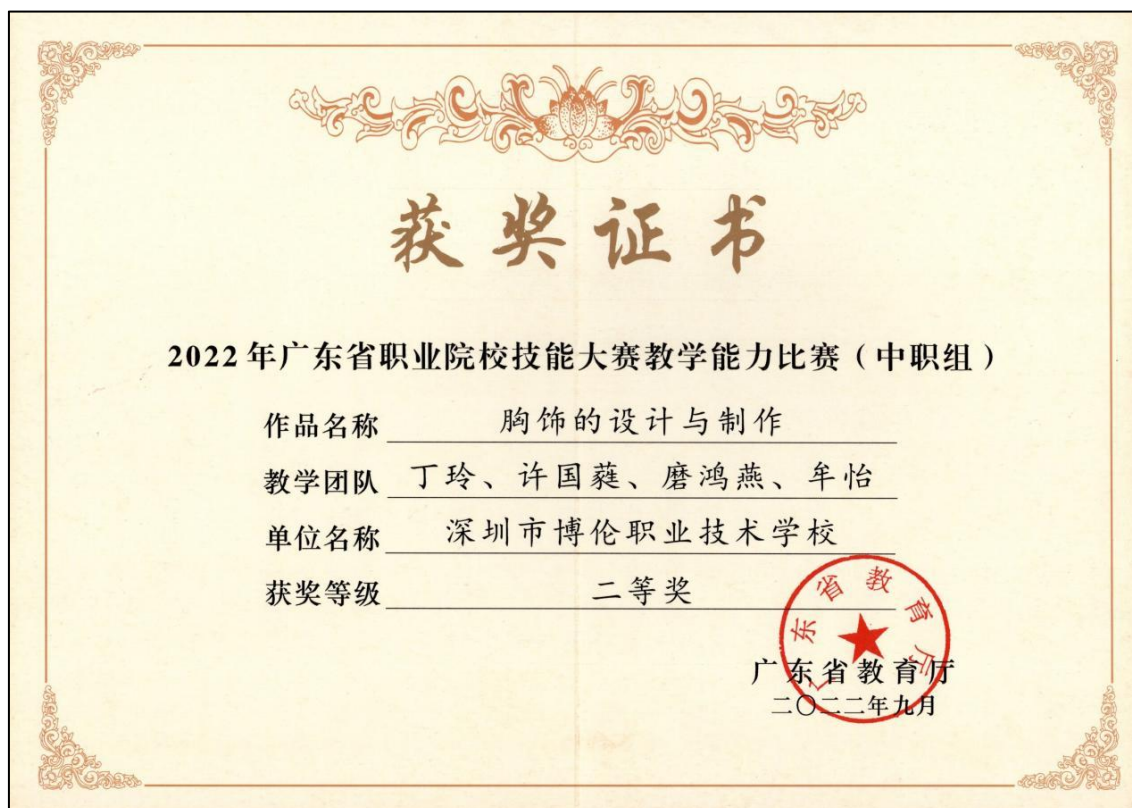 获奖证书
2022年广东省职业院校技能大赛教学能力比赛（中职组）
作品名称 胸饰的设计与制作
教学团队 丁玲、许国蕤、磨鸿燕、牟怡
单位名称 深圳市博伦职业技术学校
获奖等级 二等奖
广东省教育厅
广东省教育厅
二〇二二年九月